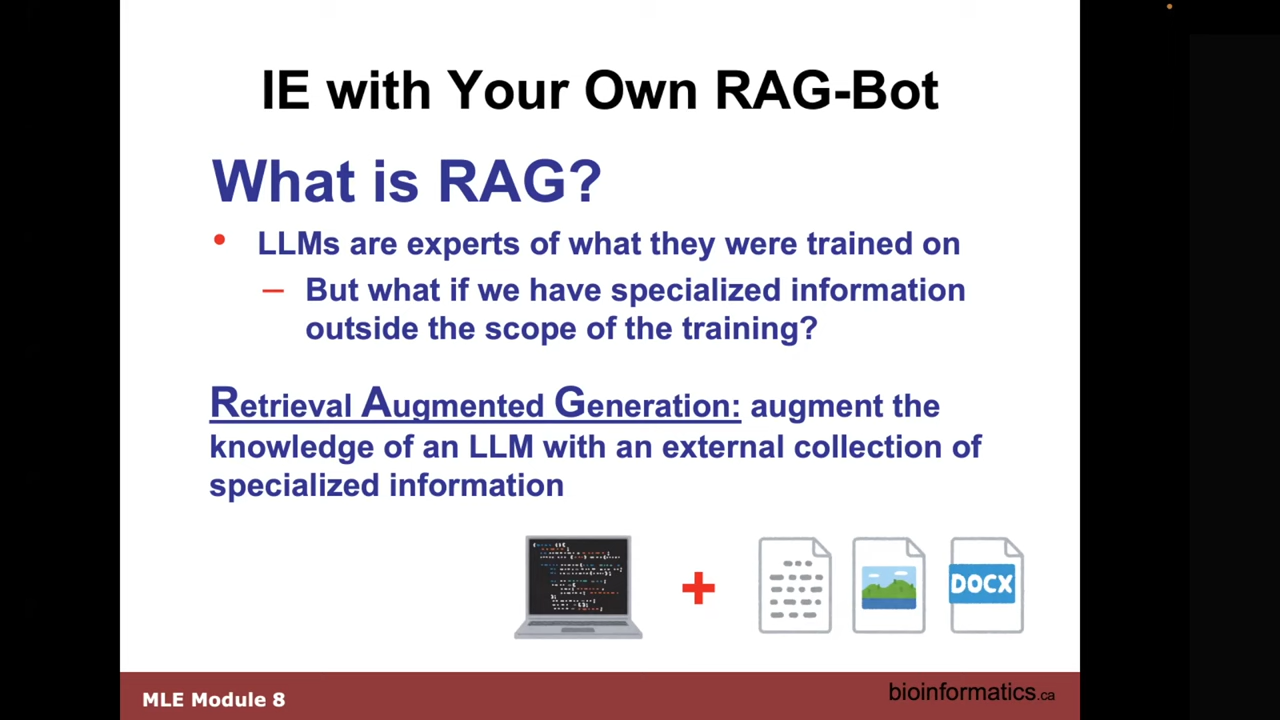 IE with Your Own RAG-Bot
What is RAG?
• LLMs are experts of what they were trained on
– But what if we have specialized information
outside the scope of the training?
Retrieval Augmented Generation: augment the
knowledge of an LLM with an external collection of
specialized information
DOCX
MLE Module 8
bioinformatics.ca